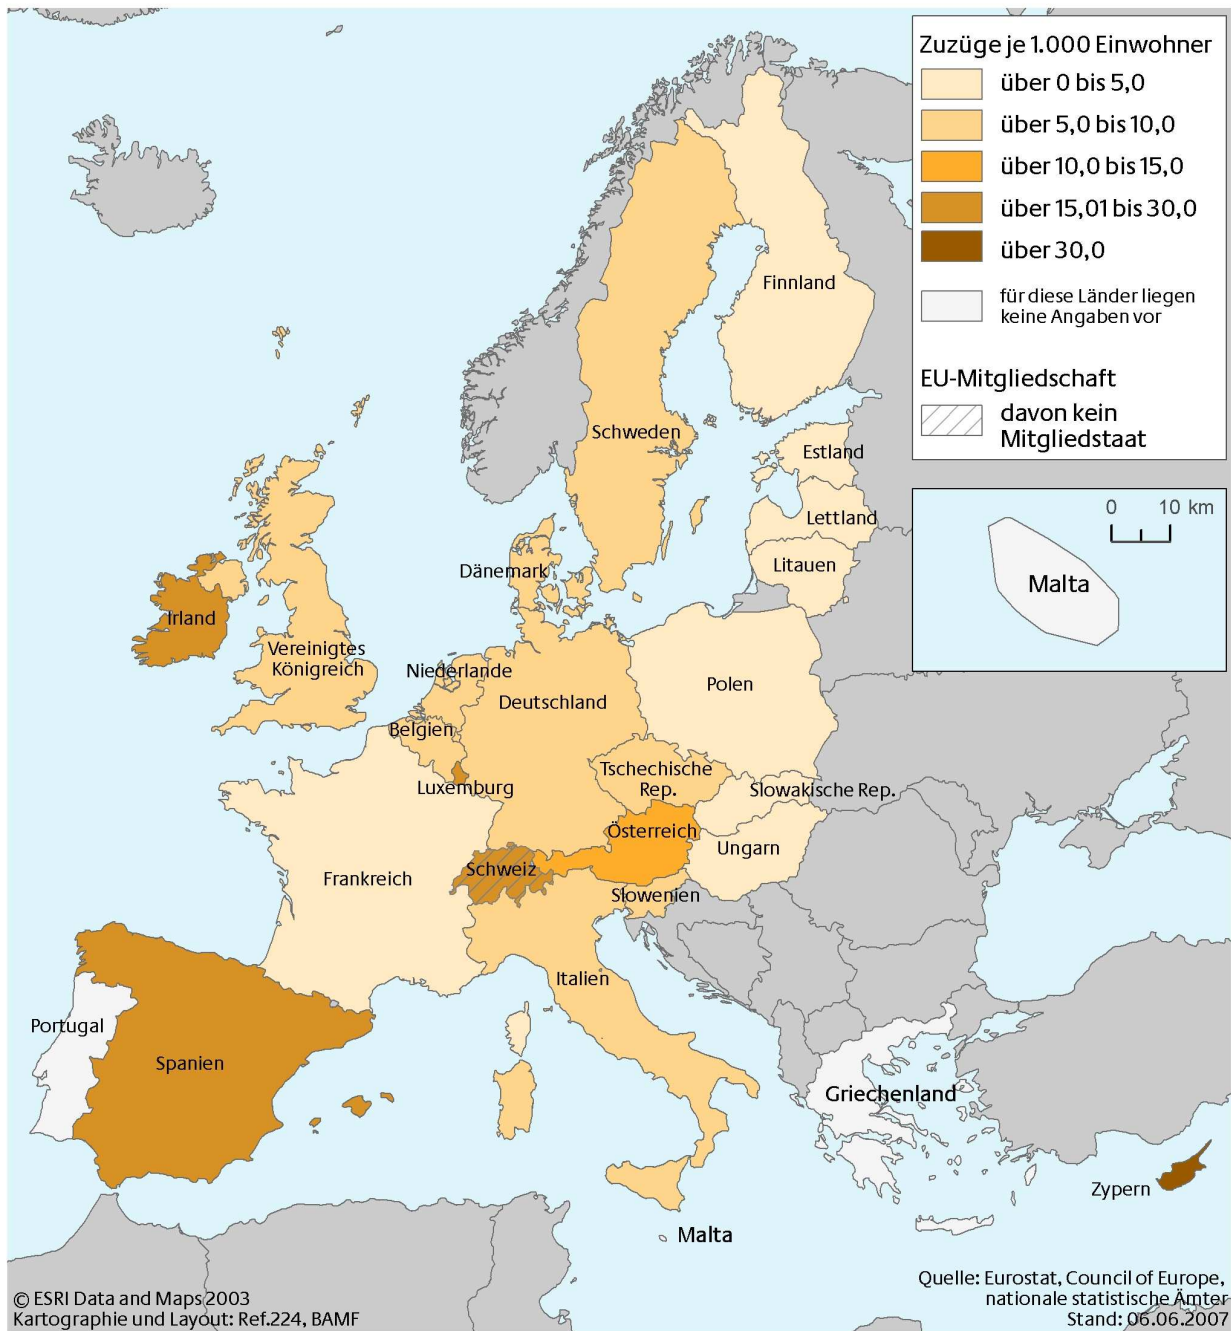 Zuzüge je 1.000 Einwohner
über 0 bis 5,0
über 5,0 bis 10,0
über 10,0 bis 15,0
über 15,01 bis 30,0
über 30,0
für diese Länder liegen
keine Angaben vor
EU-Mitgliedschaft
davon kein
Mitgliedstaat
0 10 km
Malta
Finnland
Schweden
Estland
Lettland
Litauen
Dänemark
Irland
Vereinigtes
Königreich
Niederlande
Deutschland
Polen
Belgien
Luxemburg
Tschechische
Rep.
Slowakische Rep.
Österreich
Ungarn
Schweiz
Frankreich
Slowenien
Italien
Portugal
Spanien
Griechenland
Zypern
Malta
© ESRI Data and Maps 2003
Kartographie und Layout: Ref.224, BAMF
Quelle: Eurostat, Council of Europe,
nationale statistische Ämter
Stand: 06.06.2007